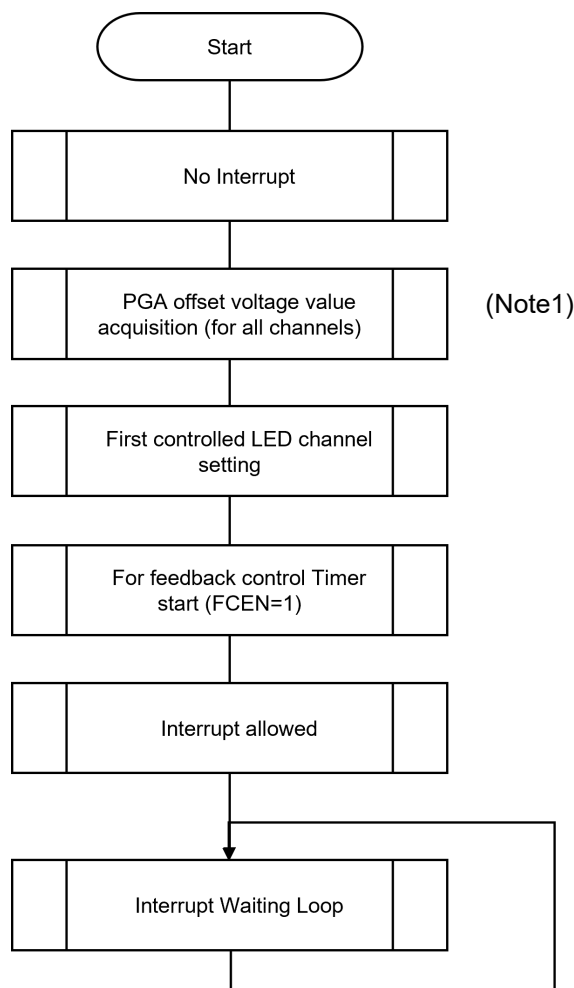 Start
No Interrupt
PGA offset voltage value
acquisition (for all channels)
(Note1)
First controlled LED channel
setting
For feedback control Timer
start (FCEN=1)
Interrupt allowed
Interrupt Waiting Loop